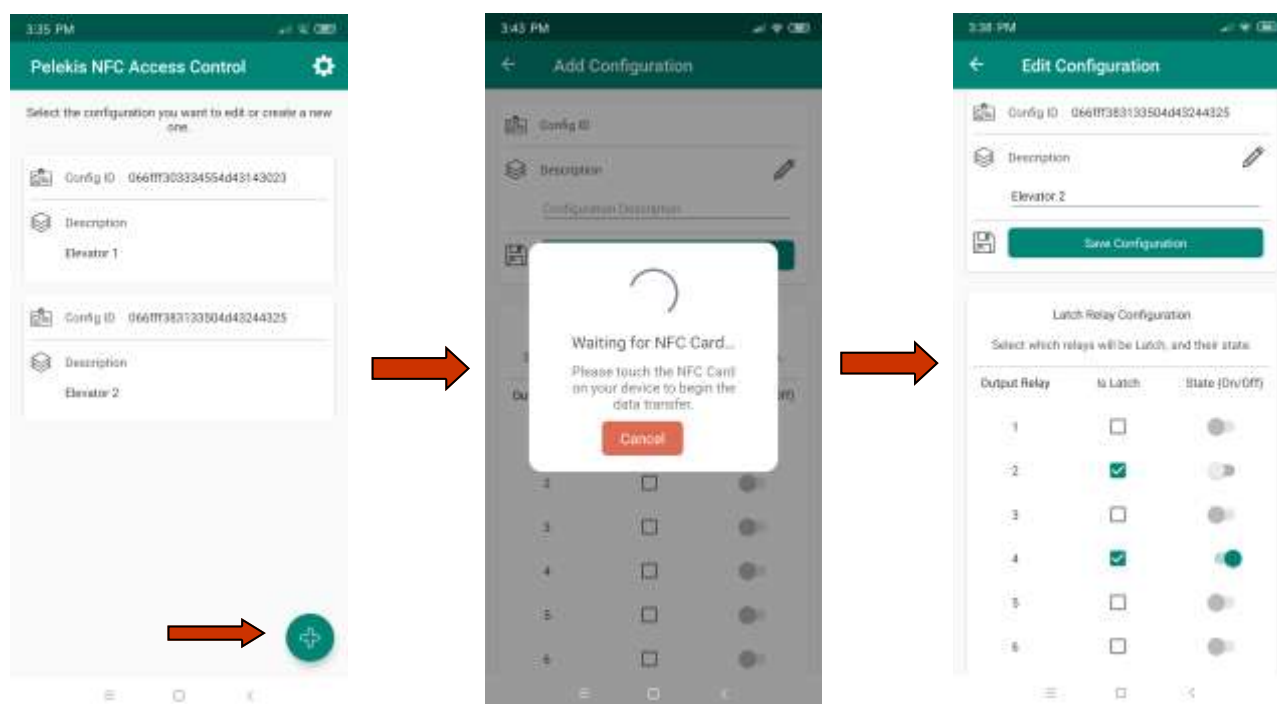 3:35 PM
Pelekis NFC Access Control
Select the configuration you want to edit or create a new
one.
Config ID 066fff303334554d43143023
Description
Elevator 1
Config ID 066fff383133504d43244325
Description
Elevator 2
3:43 PM
Add Configuration
Config ID
Description
Configuration Description
Waiting for NFC Card...
Please touch the NFC Card
on your device to begin the
data transfer.
Cancel
2
3
4
5
6
3:38 PM
Edit Configuration
Config ID 066fff383133504d43244325
Description
Elevator 2
Save Configuration
Latch Relay Configuration
Select which relays will be Latch, and their state.
Output Relay Is Latch State (On/Off)
1
2
3
4
5
6